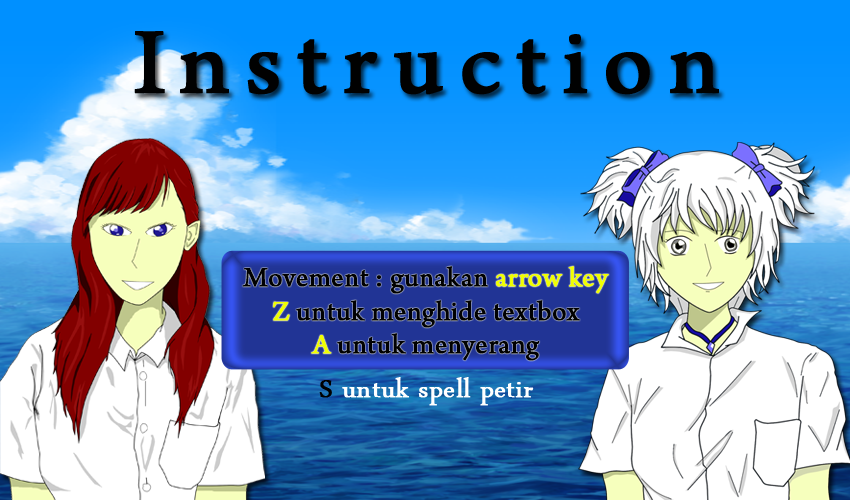 Instruction
Movement : gunakan arrow key
Z untuk menghide textbox
A untuk menyerang
S untuk spell petir